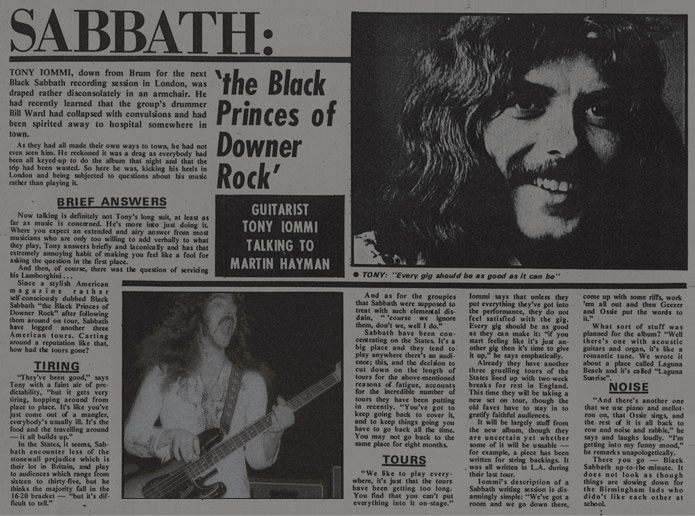 SABBATH:
TONY IOMMI, down from Brum for the next
Black Sabbath recording session in London, was
draped rather disconsolately in an armchair. He
had recently learned that the group's drummer
Bill Ward had collapsed with convulsions and had
been spirited away to hospital somewhere in
town.
As they had all made their own ways to town, he had not
even seen him. He reckoned it was a drag as everybody had
been all keyed-up to do the album that night and that the
trip had been wasted. So here he was, kicking his heels in
London and being subjected to questions about his music
rather than playing it.
BRIEF ANSWERS
Now talking is definitely not Tony's long suit, at least as
far as music is concerned. He's more into just doing it.
Where you expect an extended and airy answer from most
musicians who are only too willing to add verbally to what
they play, Tony answers briefly and laconically and has that
extremely annoying habit of making you feel like a fool for
asking the question in the first place.
And then, of course, there was the question of servicing
his Lamborghini . . .
Since a stylish American
magazine rather
self-consciously dubbed Black
Sabbath "the Black Princes of
Downer Rock" after following
them around on tour, Sabbath
have logged another three
American tours. Carting
around a reputation like that,
how had the tours gone?
TIRING
"They've been good," says
Tony with a faint air of pre-
dictability, "but it gets very
tiring, hopping around from
place to place. It's like you've
just come out of a mangler,
everybody's usually ill. It's the
food and the travelling around
— it all builds up."
In the States, it seems, Sab-
bath encounter less of the
stonewall prejudice which is
their lot in Britain, and play
to audiences which range from
sixteen to thirty-five, but he
thinks the majority fall in the
16-20 bracket — "but it's dif-
ficult to tell."
'the Black
Princes of
Downer
Rock'
GUITARIST
TONY IOMMI
TALKING TO
MARTIN HAYMAN
● TONY: "Every gig should be as good as it can be"
And as for the groupies
that Sabbath were supposed to
treat with such elemental dis-
dain, "course we ignore
them, don't we, well I do."
Sabbath have been con-
centrating on the States. It's a
big place and they tend to
play anywhere there's an audi-
ence; this, and the decision to
cut down on the length of
tours for the above-mentioned
reasons of fatigue, accounts
for the incredible number of
tours they have been putting
in recently. "You've got to
keep going back to cover it,
and to keep things going you
have to go back all the time.
You may not go back to the
same place for eight months.
TOURS
"We like to play every-
where, it's just that the tours
have been getting too long.
You find that you can't put
everything into it on-stage."
Iommi says that unless they
put everything they've got into
the performance, they do not
feel satisfied with the gig.
Every gig should be as good
as they can make it: "if you
start feeling like it's just an-
other gig then it's time to give
it up," he says emphatically.
Already they have another
three gruelling tours of the
States lined up with two-week
breaks for rest in England.
This time they will be taking a
new set on tour, though the
old faves have to stay in to
gratify faithful audiences.
It will be largely stuff from
the new album, though they
are uncertain yet whether
some of it will be usable —
for example, a piece has been
written for string backings. It
was all written in L.A. during
their last tour.
Iommi's description of a
Sabbath writing session is dis-
armingly simple: "We've got a
room and we go down there,
come up with some riffs, work
'em all out and then Geezer
and Ossie put the words to
it."
What sort of stuff was
planned for the album? "Well
there's one with acoustic
guitars and organ, it's like a
romantic tune. We wrote it
about a place called Laguna
Beach and it's called "Laguna
Sunrise".
NOISE
"And there's another one
that we use piano and mellot-
ron on, that Ossie sings, and
the rest of it is all back to
row and noise and rabble," he
says and laughs loudly. "I'm
getting into my funny mood,"
he remarks unapologetically.
There you go — Black
Sabbath up-to-the-minute. It
does not look as though
things are slowing down for
the Birmingham lads who
didn't like each other at
school.